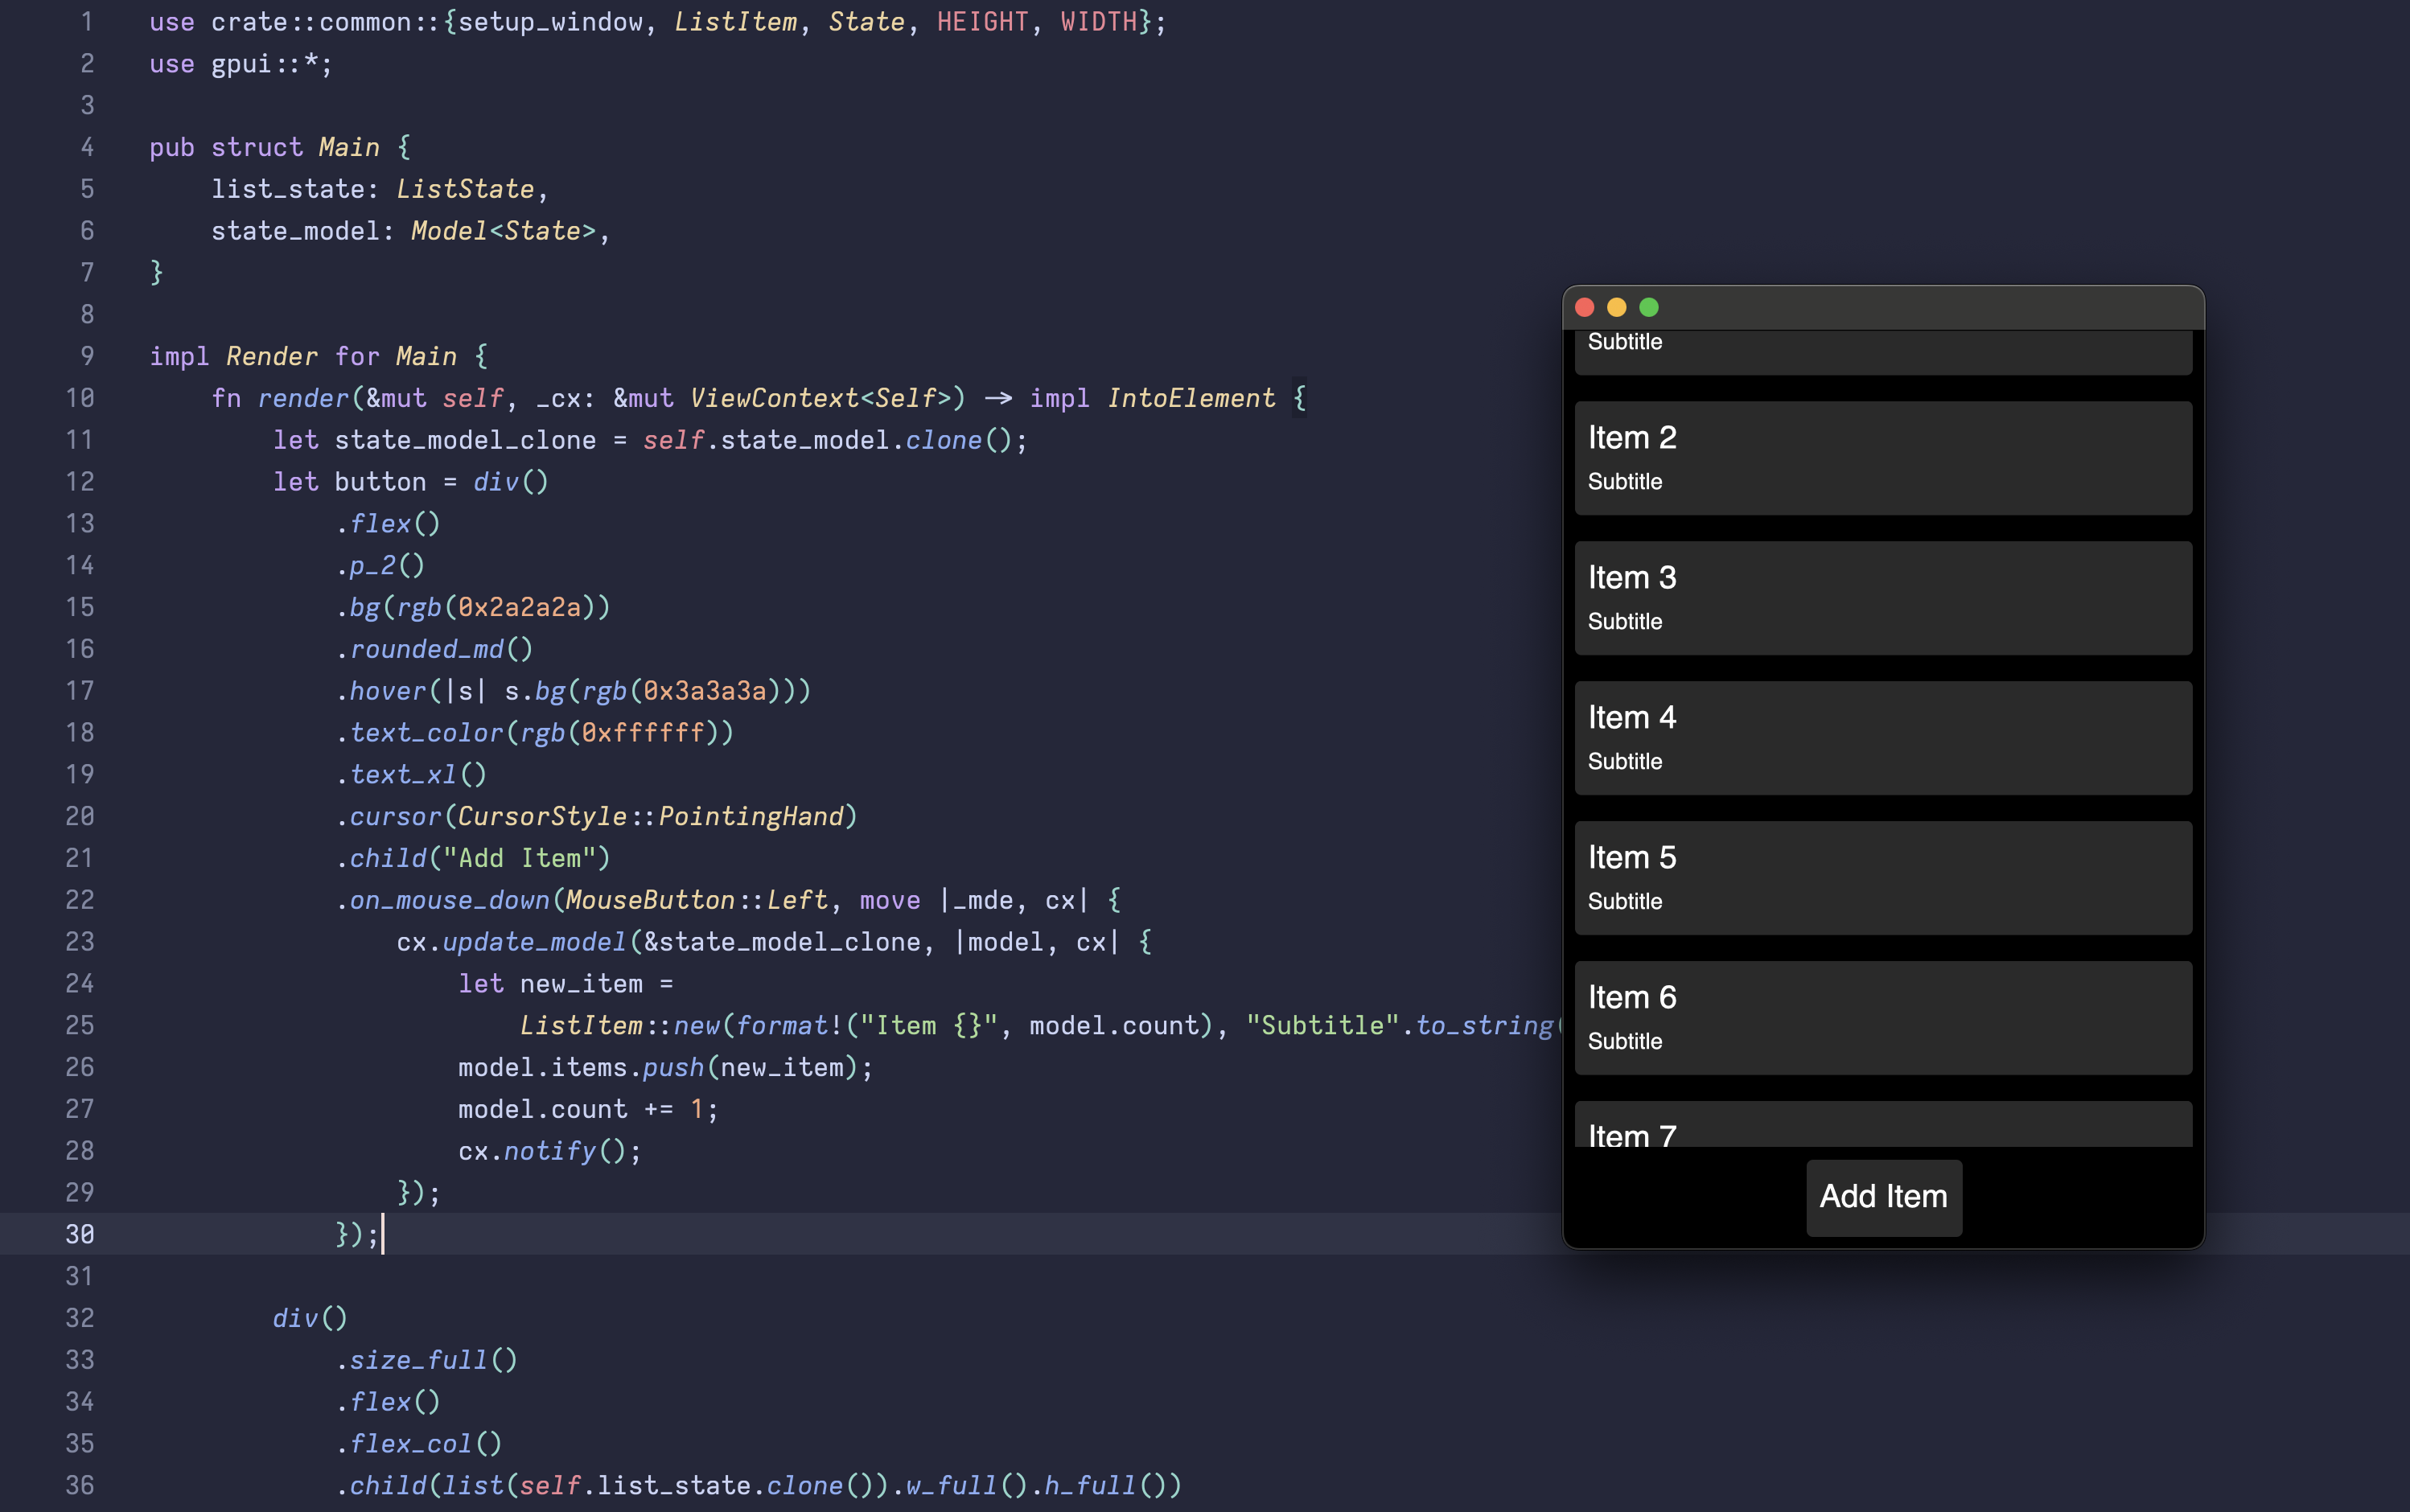 1 use crate::common::{setup_window, ListItem, State, HEIGHT, WIDTH};
2 use gpui::*;
3
4 pub struct Main {
5     list_state: ListState,
6     state_model: Model<State>,
7 }
8
9 impl Render for Main {
10     fn render(&mut self, _cx: &mut ViewContext<Self>) -> impl IntoElement {
11         let state_model_clone = self.state_model.clone();
12         let button = div()
13             .flex()
14             .p_2()
15             .bg(rgb(0x2a2a2a))
16             .rounded_md()
17             .hover(|s| s.bg(rgb(0x3a3a3a)))
18             .text_color(rgb(0xffffff))
19             .text_xl()
20             .cursor(CursorStyle::PointingHand)
21             .child("Add Item")
22             .on_mouse_down(MouseButton::Left, move |_mde, cx| {
23                 cx.update_model(&state_model_clone, |model, cx| {
24                     let new_item =
25                         ListItem::new(format!("Item {}", model.count), "Subtitle".to_string(
26                     model.items.push(new_item);
27                     model.count += 1;
28                     cx.notify();
29                 });
30             });
31
32         div()
33             .size_full()
34             .flex()
35             .flex_col()
36             .child(list(self.list_state.clone()).w_full().h_full())
Subtitle
Item 2
Subtitle
Item 3
Subtitle
Item 4
Subtitle
Item 5
Subtitle
Item 6
Subtitle
Item 7
Add Item